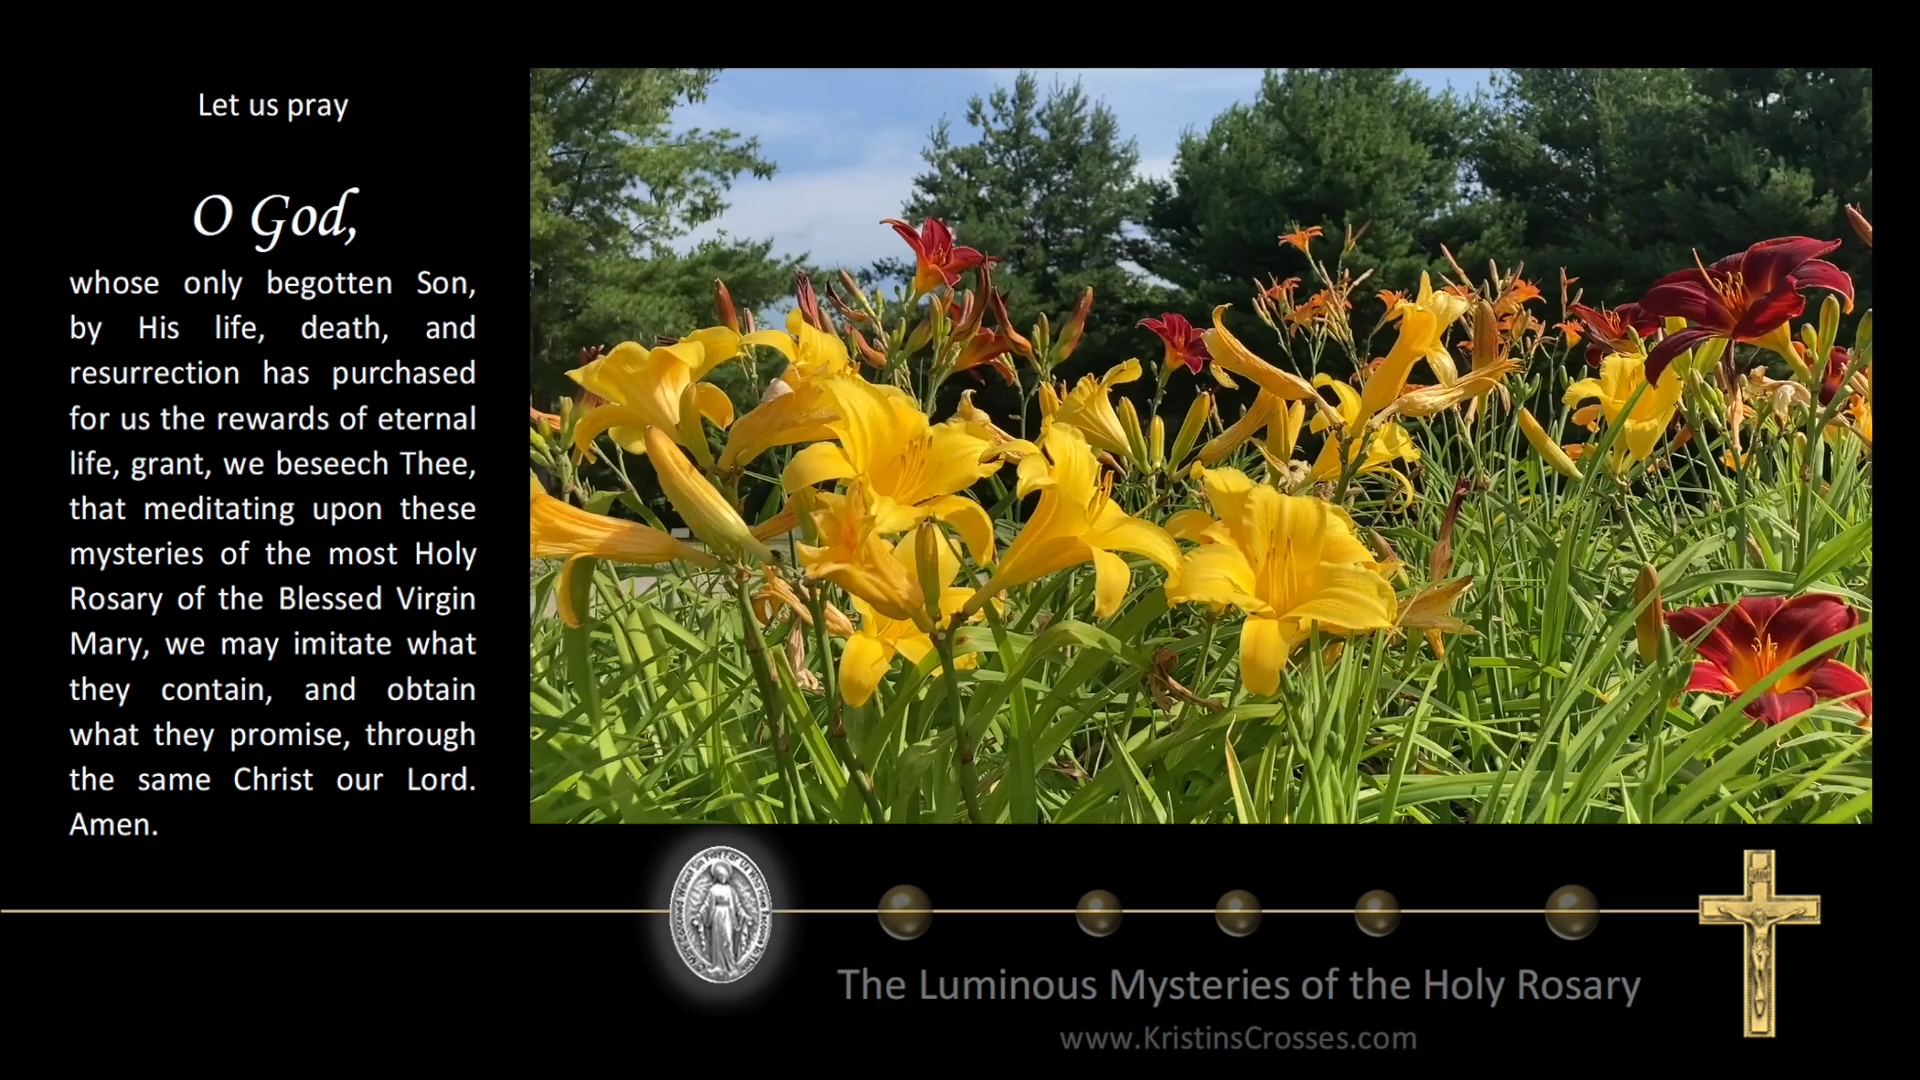 Let us pray
O God,
whose only begotten Son,
by His life, death, and
resurrection has purchased
for us the rewards of eternal
life, grant, we beseech Thee,
that meditating upon these
mysteries of the most Holy
Rosary of the Blessed Virgin
Mary, we may imitate what
they contain, and obtain
what they promise, through
the same Christ our Lord.
Amen.
The Luminous Mysteries of the Holy Rosary
www.KristinsCrosses.com